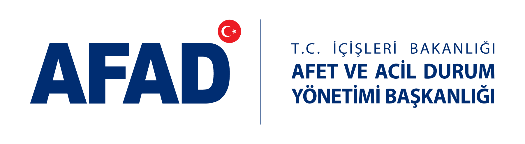 AFAD
T.C. İÇİŞLERİ BAKANLIĞI
AFET VE ACİL DURUM
YÖNETİMİ BAŞKANLIĞI